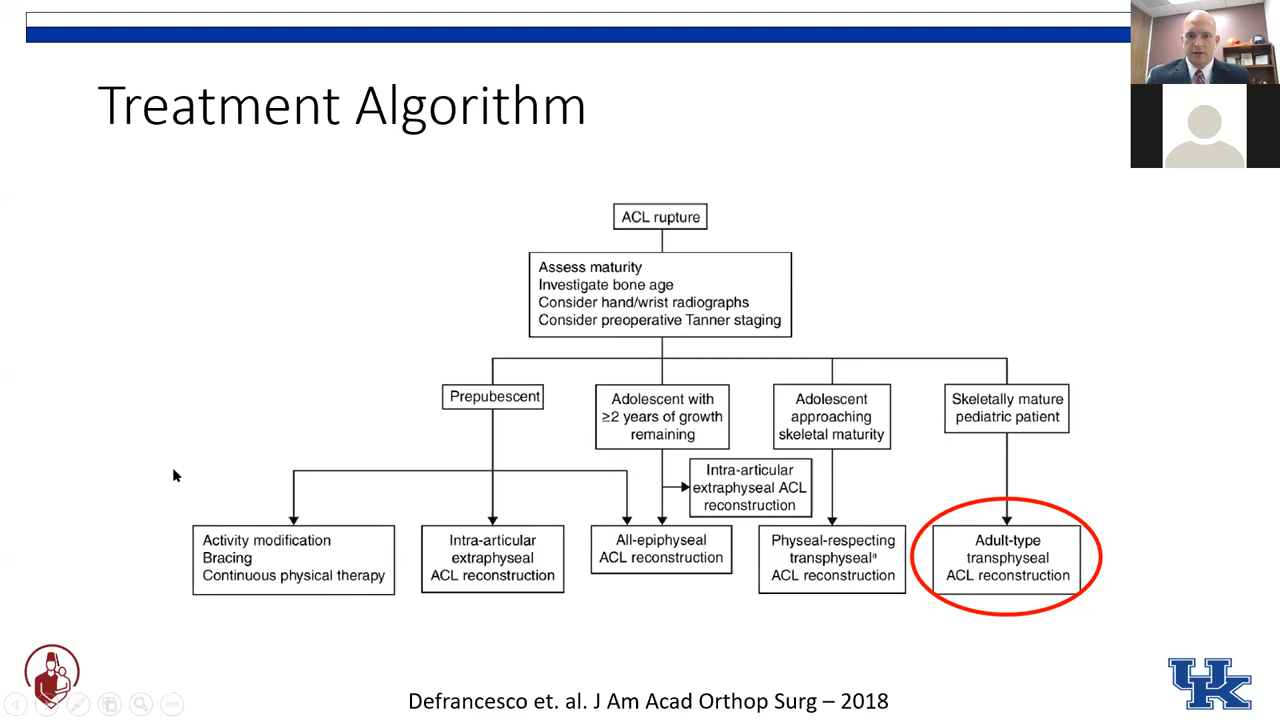 Treatment Algorithm
ACL rupture
Assess maturity
Investigate bone age
Consider hand/wrist radiographs
Consider preoperative Tanner staging
Prepubescent
Adolescent with
≥2 years of growth
remaining
Adolescent
approaching
skeletal maturity
Skeletally mature
pediatric patient
Intra-articular
extraphyseal ACL
reconstruction
Activity modification
Bracing
Continuous physical therapy
Intra-articular
extraphyseal
ACL reconstruction
All-epiphyseal
ACL reconstruction
Physeal-respecting
transphysealᵃ
ACL reconstruction
Adult-type
transphyseal
ACL reconstruction
Defrancesco et. al. J Am Acad Orthop Surg – 2018
UK